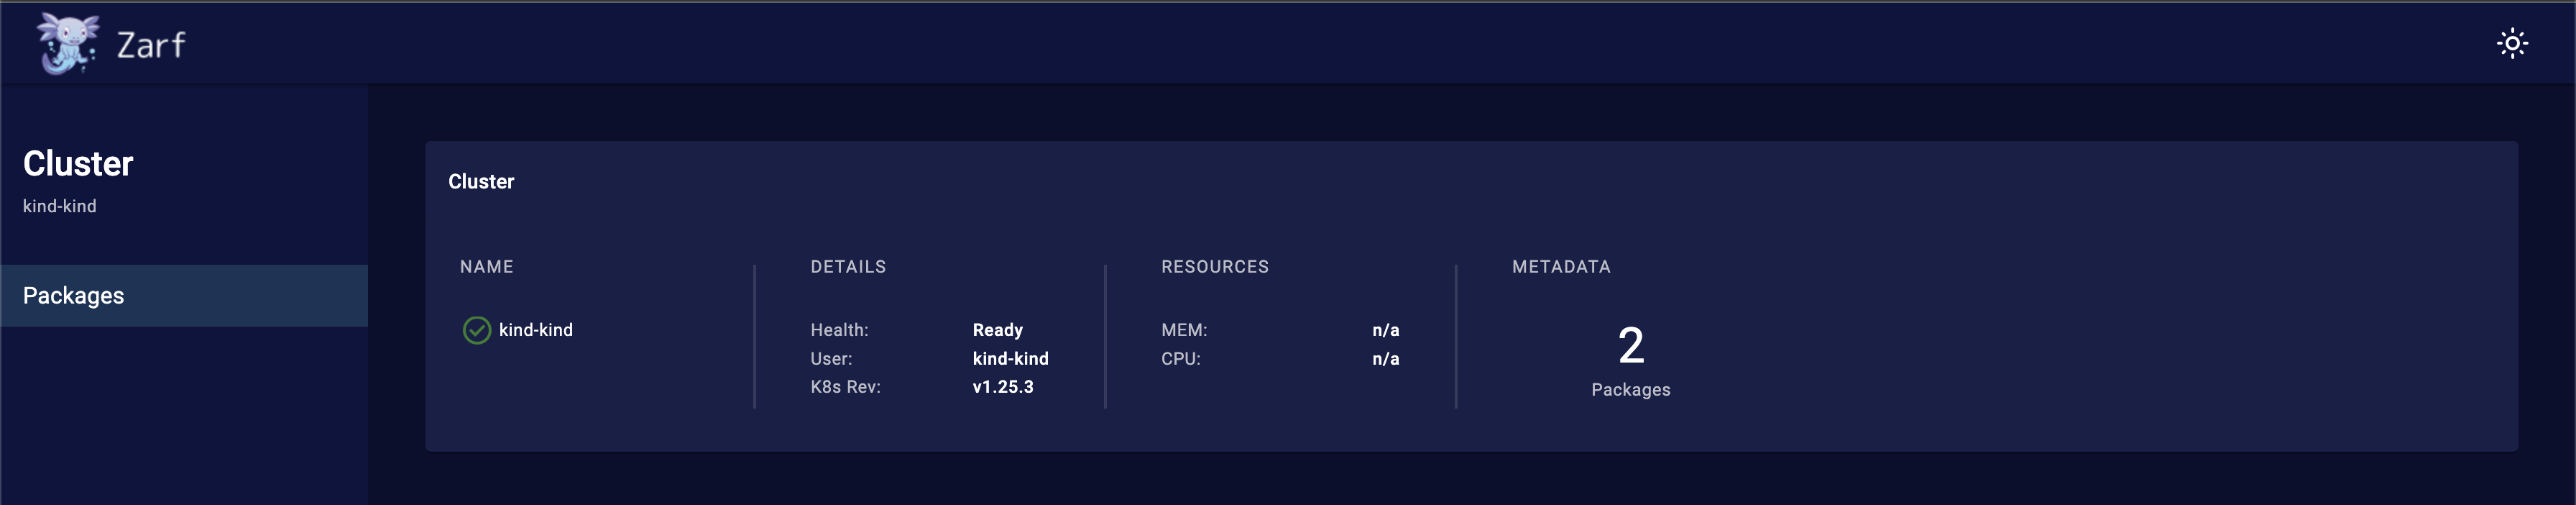 Zarf
Cluster
kind-kind
Packages
Cluster
NAME
kind-kind
DETAILS
Health: Ready
User: kind-kind
K8s Rev: v1.25.3
RESOURCES
MEM: n/a
CPU: n/a
METADATA
2
Packages